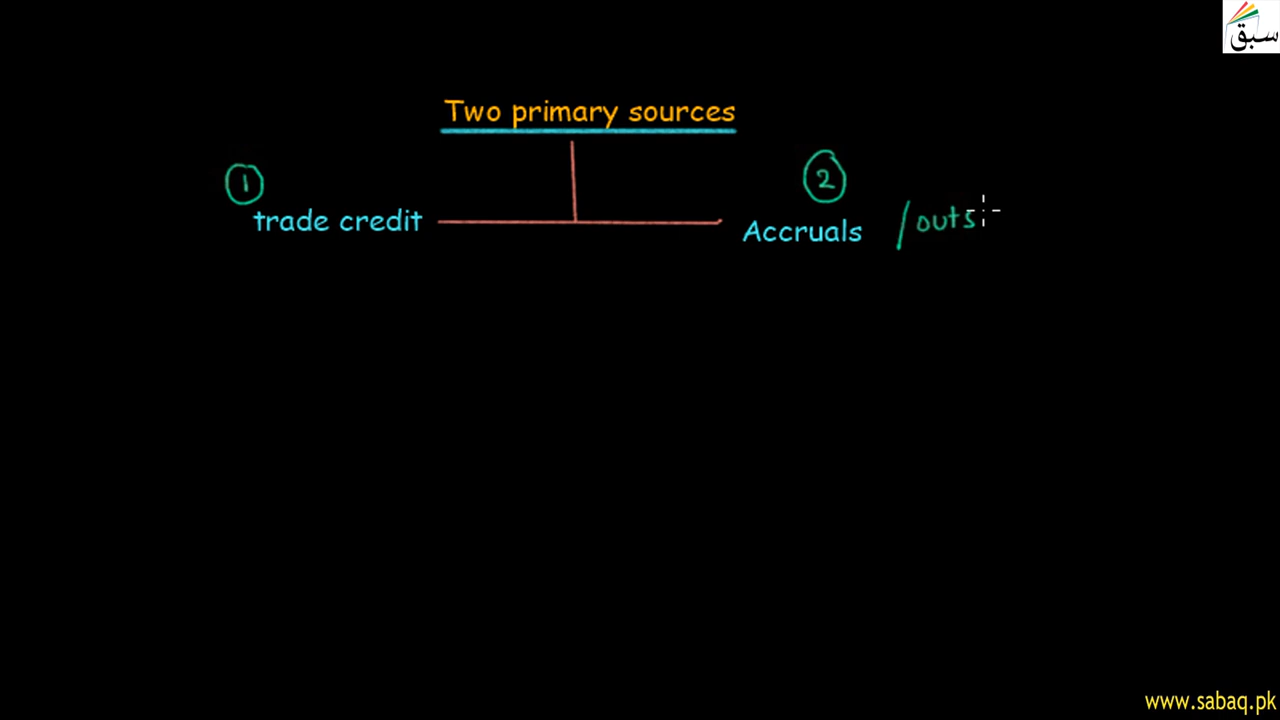 سبق
Two primary sources
1
2
trade credit
Accruals / outs
www.sabaq.pk